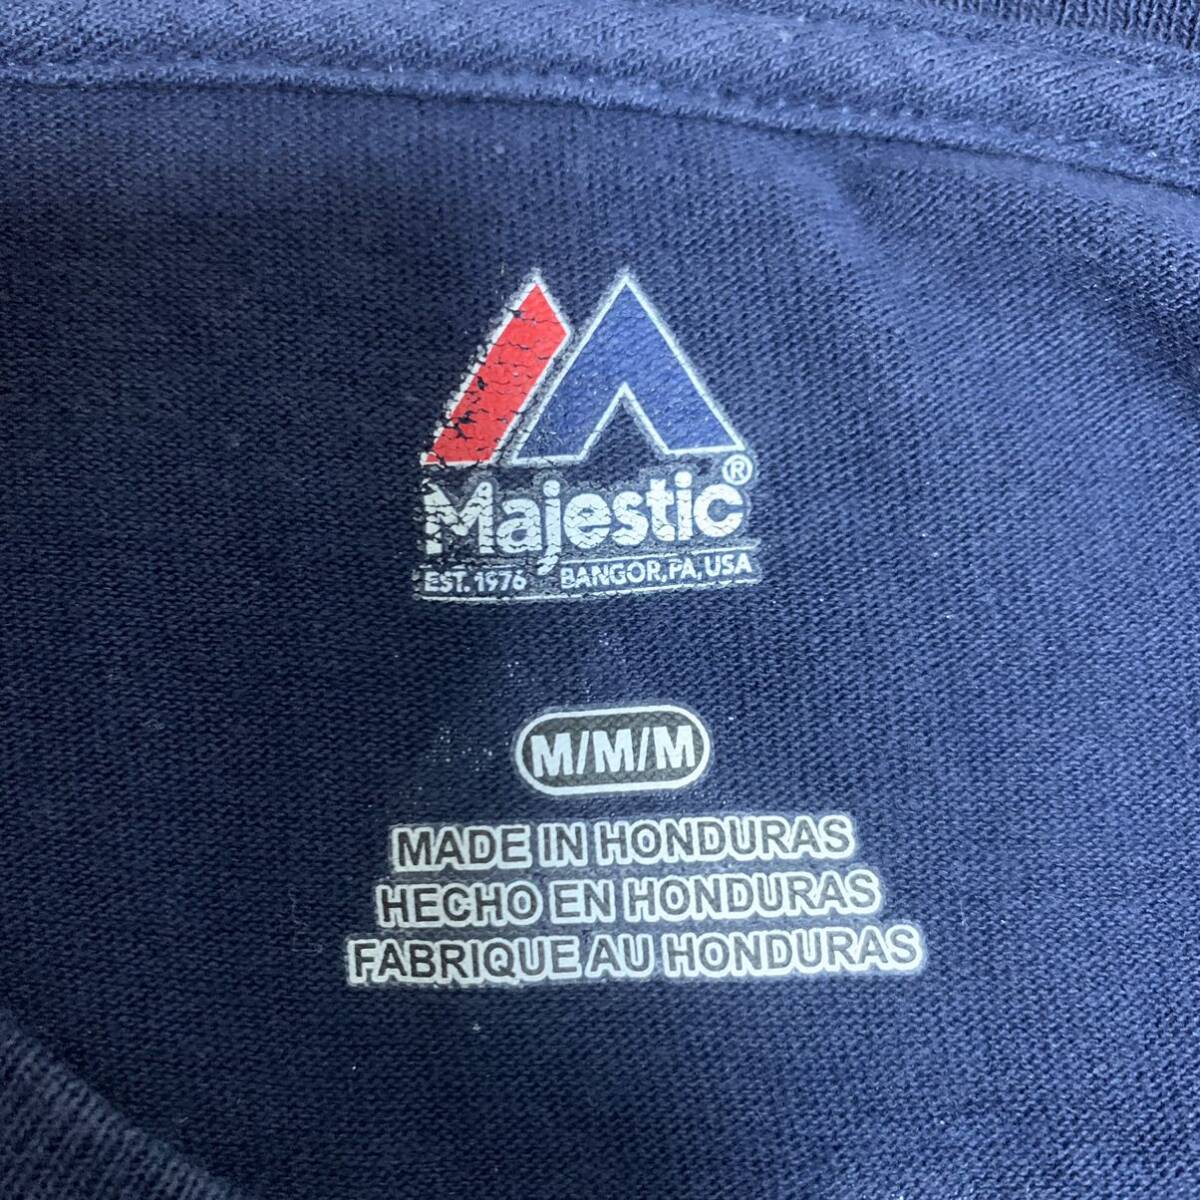 Majestic®
EST. 1976 BANGOR, PA, USA
M/M/M
MADE IN HONDURAS
HECHO EN HONDURAS
FABRIQUE AU HONDURAS